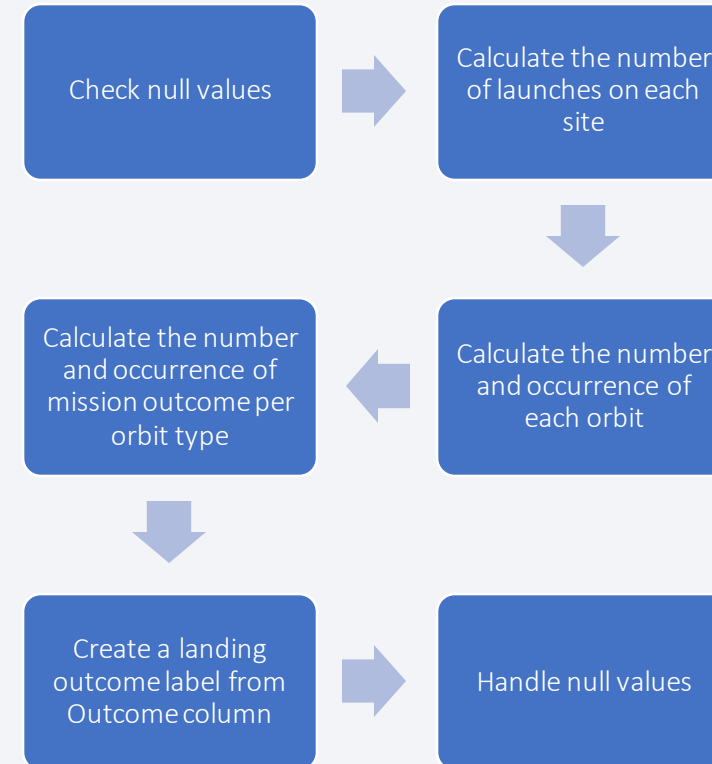 Check null values
Calculate the number
of launches on each
site
Calculate the number
and occurrence of
each orbit
Calculate the number
and occurrence of
mission outcome per
orbit type
Create a landing
outcome label from
Outcome column
Handle null values